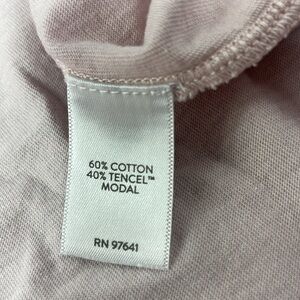 60% COTTON
40% TENCEL™
MODAL
RN 97641